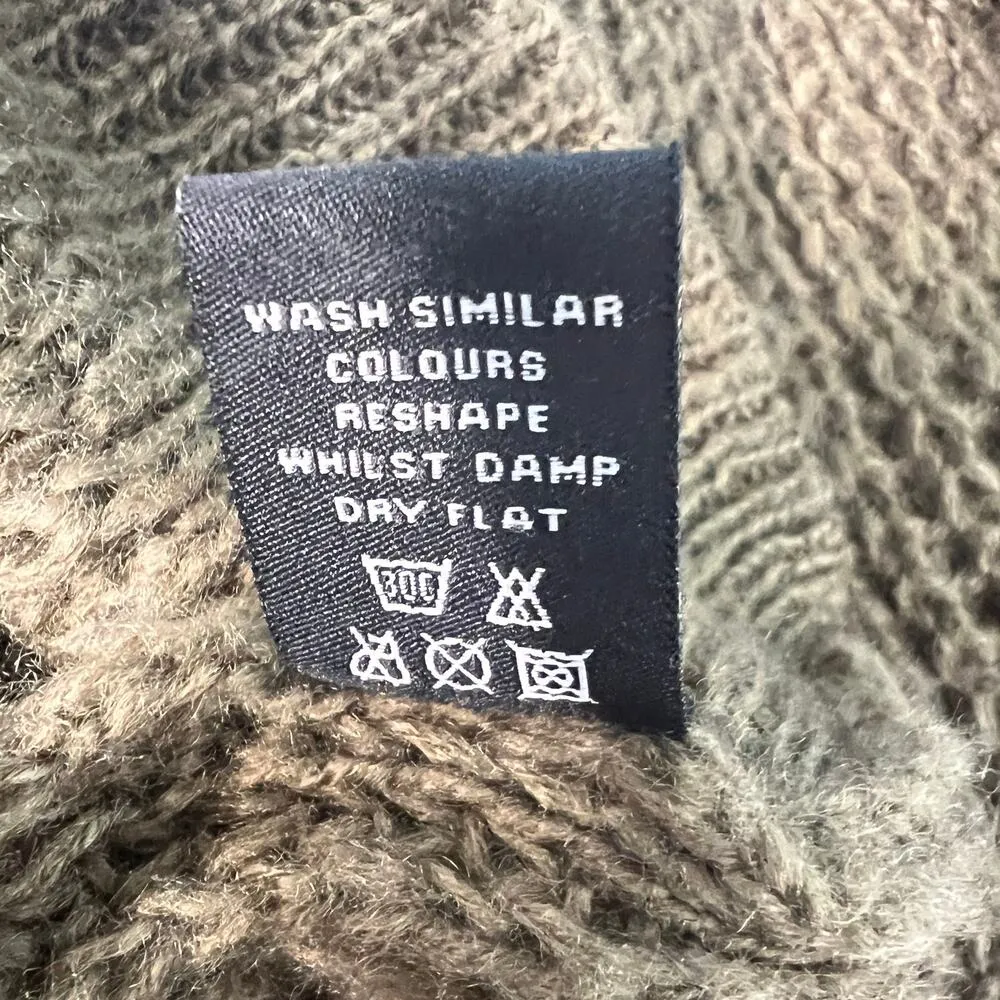 WASH SIMILAR
COLOURS
RESHAPE
WHILST DAMP
DRY FLAT
30C